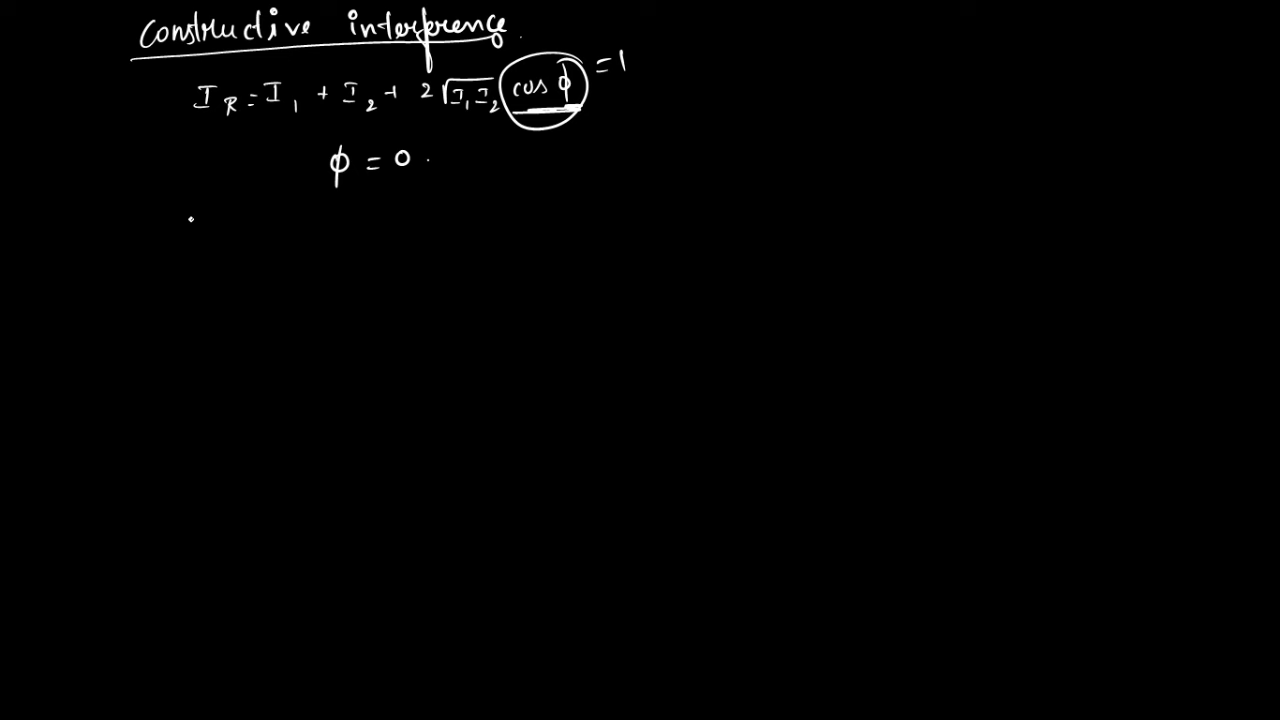 Constructive interference
I_R = I_1 + I_2 + 2 √I_1 I_2 cos ϕ = 1
ϕ = 0